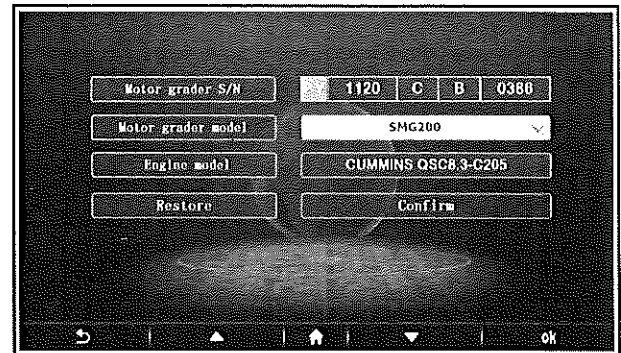 Motor grader S/N 1120 C B 0380
Motor grader model SMG200
Engine model CUMMINS QSC8.3-C205
Restore Confirm
ok